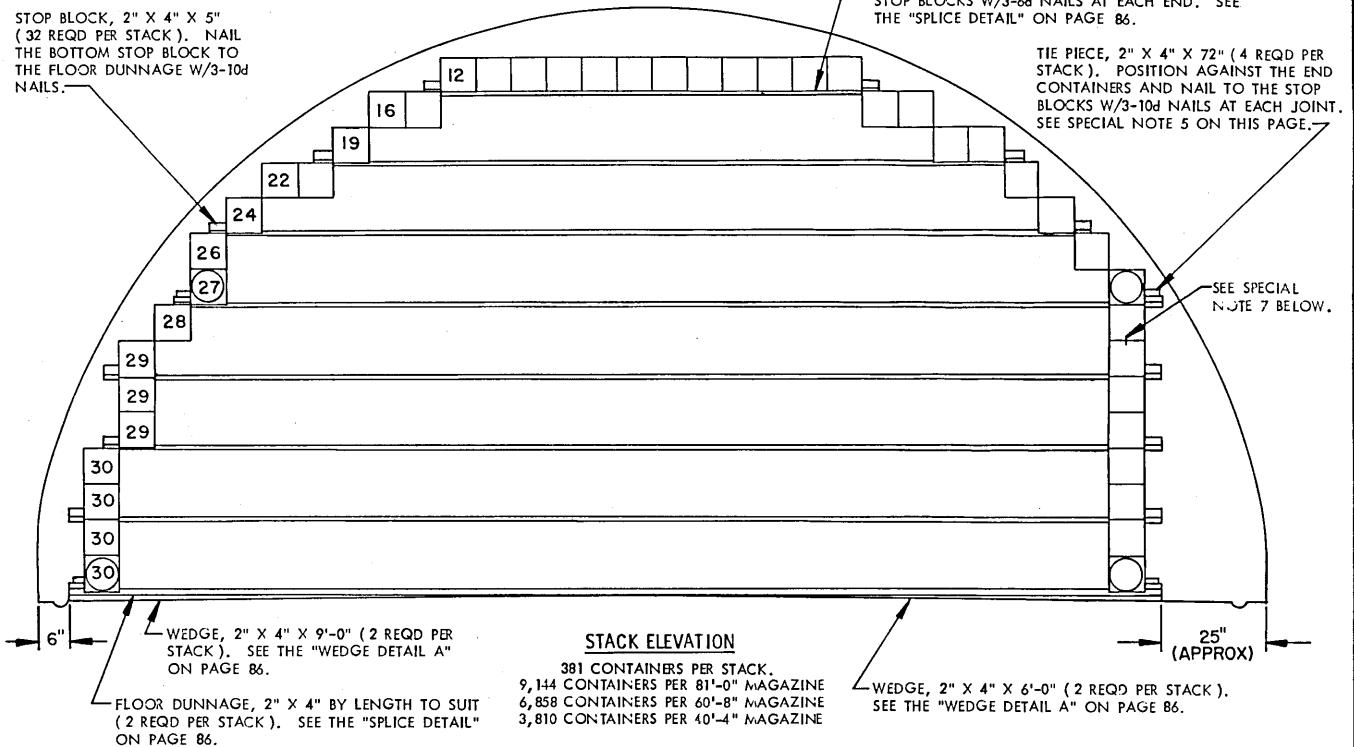 STOP BLOCK, 2" X 4" X 5"
(32 REQD PER STACK). NAIL
THE BOTTOM STOP BLOCK TO
THE FLOOR DUNNAGE W/3-10d
NAILS.
STOP BLOCKS W/3-8d NAILS AT EACH END. SEE
THE "SPLICE DETAIL" ON PAGE 86.
TIE PIECE, 2" X 4" X 72" (4 REQD PER
STACK). POSITION AGAINST THE END
CONTAINERS AND NAIL TO THE STOP
BLOCKS W/3-10d NAILS AT EACH JOINT.
SEE SPECIAL NOTE 5 ON THIS PAGE.
12
16
19
22
24
26
27
28
29
29
29
30
30
30
30
SEE SPECIAL
NOTE 7 BELOW.
6"
25"
(APPROX)
WEDGE, 2" X 4" X 9'-0" (2 REQD PER
STACK). SEE THE "WEDGE DETAIL A"
ON PAGE 86.
FLOOR DUNNAGE, 2" X 4" BY LENGTH TO SUIT
(2 REQD PER STACK). SEE THE "SPLICE DETAIL"
ON PAGE 86.
STACK ELEVATION
381 CONTAINERS PER STACK.
9,144 CONTAINERS PER 81'-0" MAGAZINE
6,858 CONTAINERS PER 60'-8" MAGAZINE
3,810 CONTAINERS PER 40'-4" MAGAZINE
WEDGE, 2" X 4" X 6'-0" (2 REQD PER STACK).
SEE THE "WEDGE DETAIL A" ON PAGE 86.